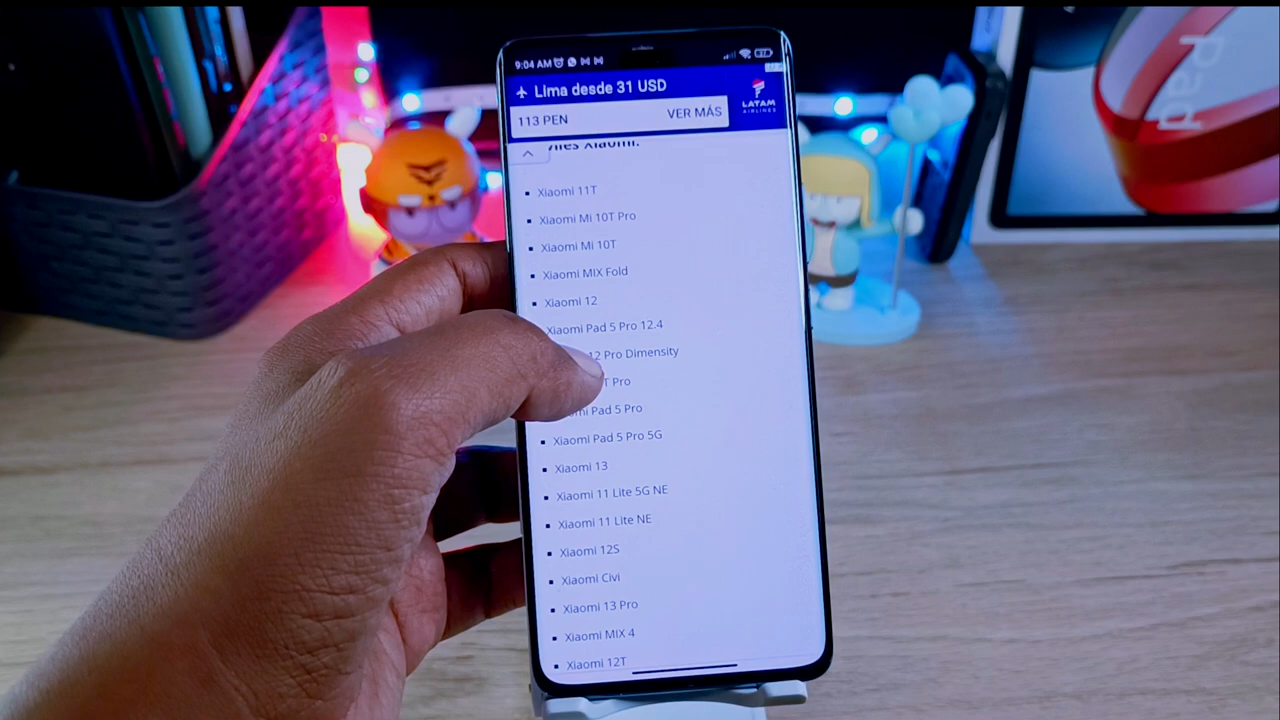 9:04 AM
Lima desde 31 USD
113 PEN
VER MÁS
LATAM
AIRLINES
Xiaomi.
Xiaomi 11T
Xiaomi Mi 10T Pro
Xiaomi Mi 10T
Xiaomi MIX Fold
Xiaomi 12
Xiaomi Pad 5 Pro 12.4
12 Pro Dimensity
T Pro
Pad 5 Pro
Xiaomi Pad 5 Pro 5G
Xiaomi 13
Xiaomi 11 Lite 5G NE
Xiaomi 11 Lite NE
Xiaomi 12S
Xiaomi Civi
Xiaomi 13 Pro
Xiaomi MIX 4
Xiaomi 12T
Pad